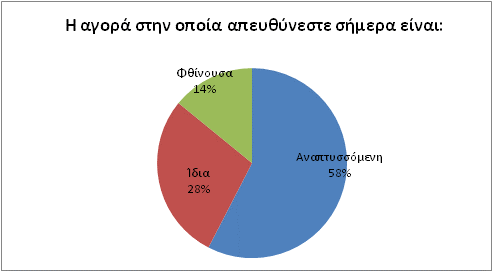 Η αγορά στην οποία απευθύνεστε σήμερα είναι:
Φθίνουσα
14%
Αναπτυσσόμενη
58%
Ίδια
28%